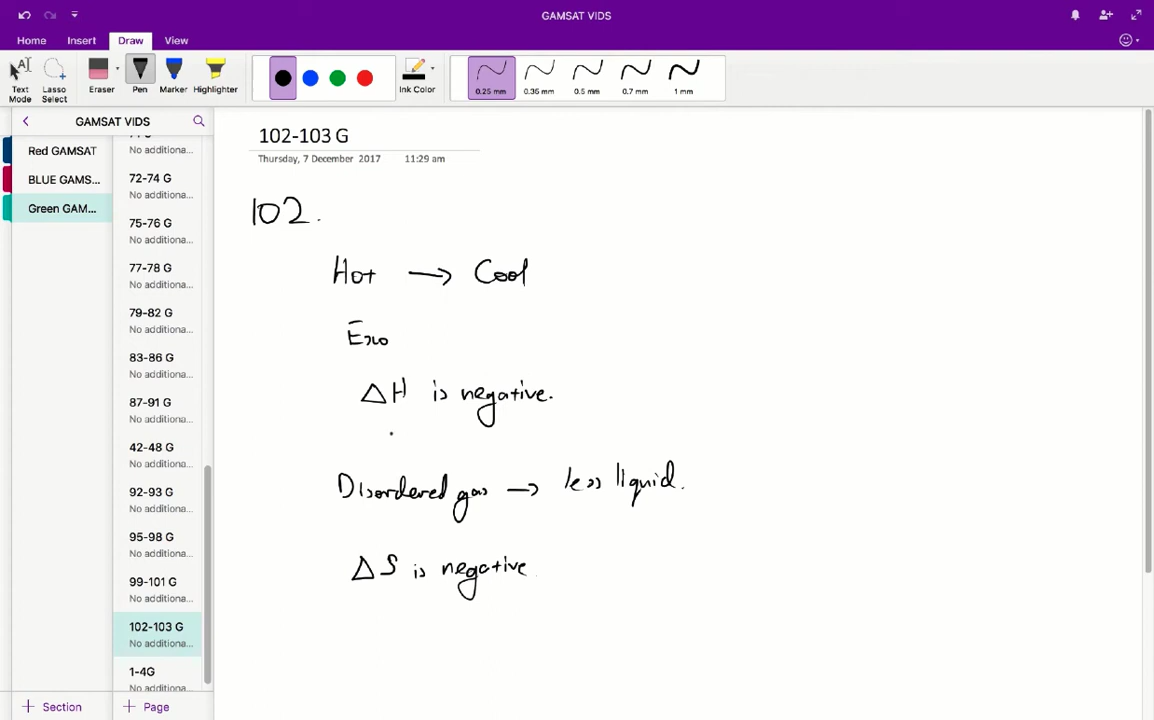 GAMSAT VIDS
Home Insert Draw View
Text Mode
Lasso Select
Eraser
Pen
Marker
Highlighter
Ink Color
0.25 mm
0.35 mm
0.5 mm
0.7 mm
1 mm
GAMSAT VIDS
Red GAMSAT
BLUE GAMS...
Green GAM...
No additiona...
72-74 G
No additiona...
75-76 G
No additiona...
77-78 G
No additiona...
79-82 G
No additiona...
83-86 G
No additiona...
87-91 G
No additiona...
42-48 G
No additiona...
92-93 G
No additiona...
95-98 G
No additiona...
99-101 G
No additiona...
102-103 G
No additiona...
1-4G
No additiona...
+ Section
+ Page
102-103 G
Thursday, 7 December 2017 11:29 am
102.
Hot → Cool
Exo
ΔH is negative.
Disordered gas → less liquid.
ΔS is negative